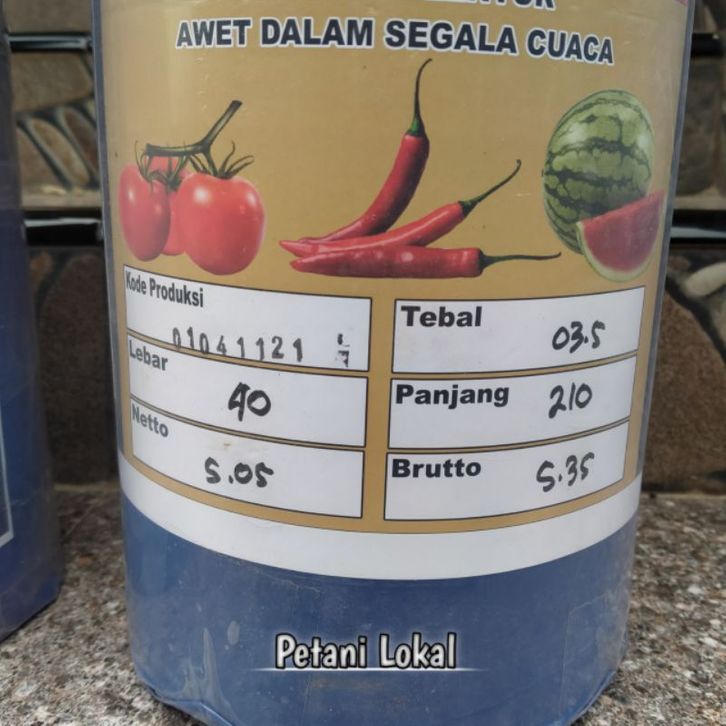 AWET DALAM SEGALA CUACA
Kode Produksi
01041121
Tebal
03.5
Lebar
40
Panjang
210
Netto
5.05
Brutto
5.35
Petani Lokal